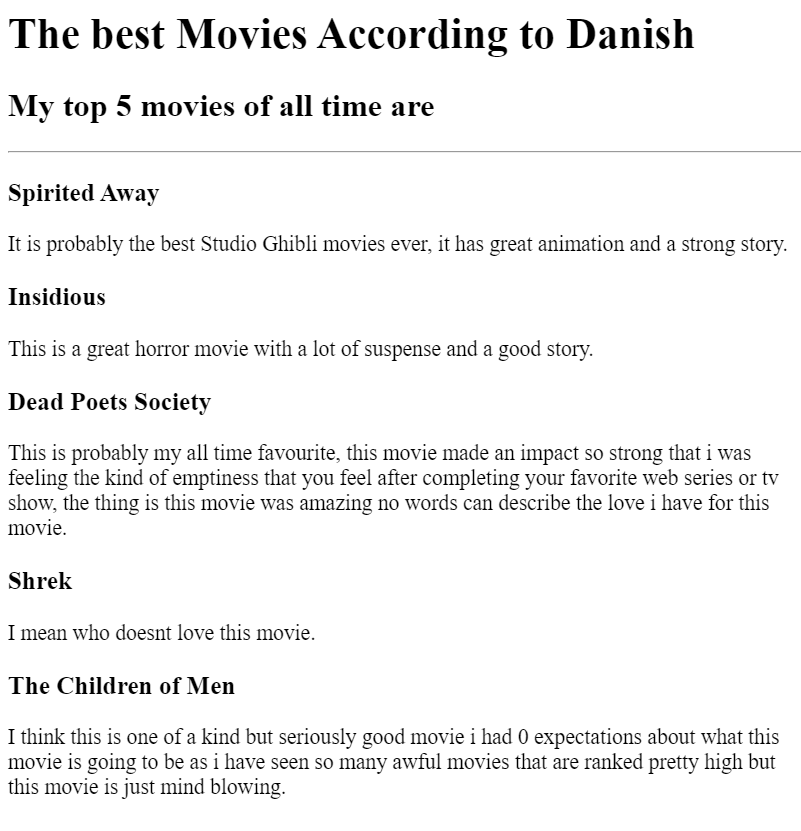 The best Movies According to Danish
My top 5 movies of all time are
Spirited Away
It is probably the best Studio Ghibli movies ever, it has great animation and a strong story.
Insidious
This is a great horror movie with a lot of suspense and a good story.
Dead Poets Society
This is probably my all time favourite, this movie made an impact so strong that i was
feeling the kind of emptiness that you feel after completing your favorite web series or tv
show, the thing is this movie was amazing no words can describe the love i have for this
movie.
Shrek
I mean who doesnt love this movie.
The Children of Men
I think this is one of a kind but seriously good movie i had 0 expectations about what this
movie is going to be as i have seen so many awful movies that are ranked pretty high but
this movie is just mind blowing.